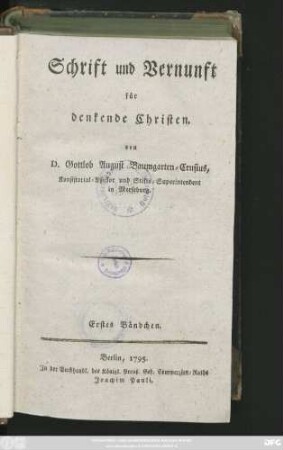 Schrift und Vernunft
für
denkende Christen.
von
D. Gottlob August Baumgarten-Crusius,
Konsistorial-Assessor und Stifts-Superintendent
in Merseburg.
Erstes Bändchen.
Berlin, 1795.
In der Buchhandl. des Königl. Preuß. Geh. Commerzien-Raths
Joachim Pauli.